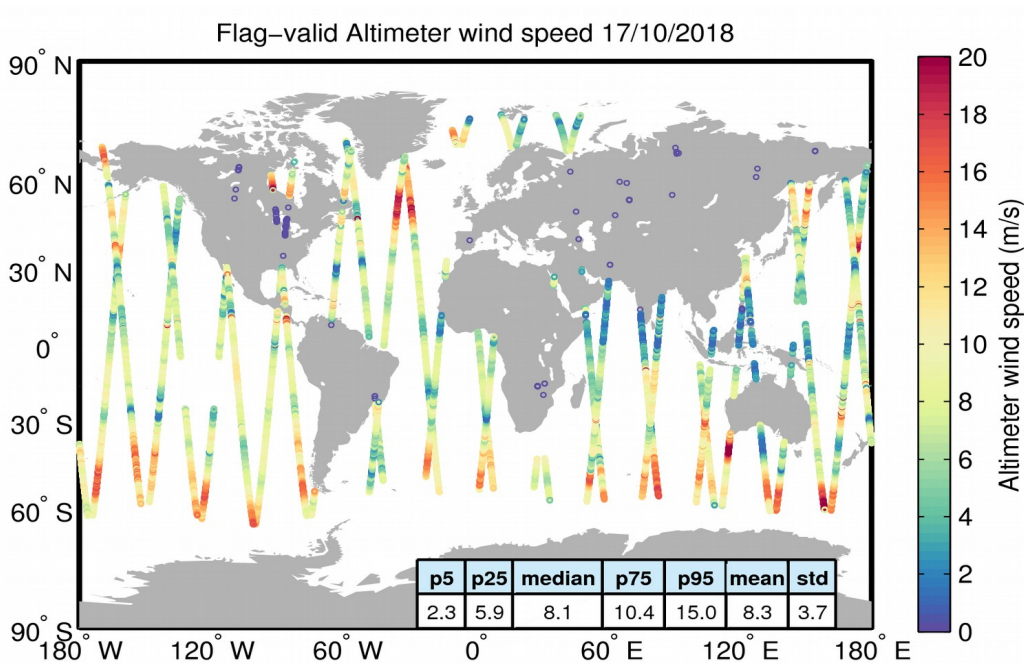 Flag−valid Altimeter wind speed 17/10/2018
90° N
60° N
30° N
0°
30° S
60° S
90° S
180° W
120° W
60° W
0°
60° E
120° E
180° E
20
18
16
14
12
10
8
6
4
2
0
Altimeter wind speed (m/s)
p5 p25 median p75 p95 mean std
2.3 5.9 8.1 10.4 15.0 8.3 3.7